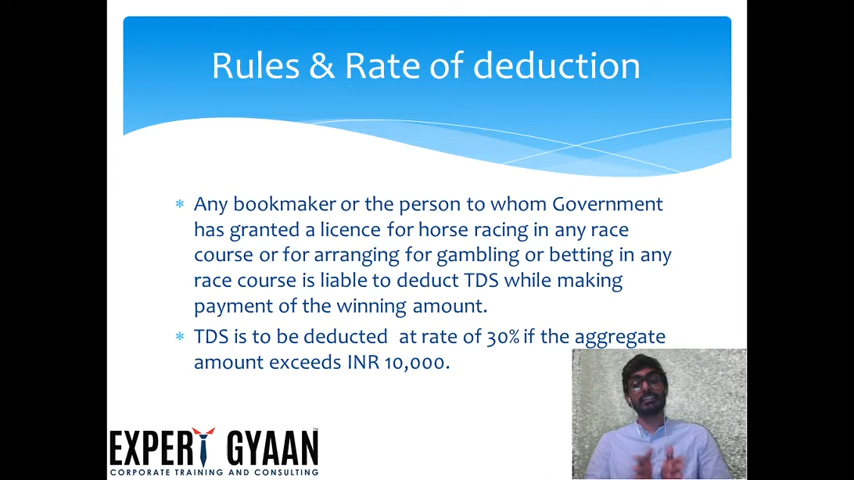 Rules & Rate of deduction
* Any bookmaker or the person to whom Government
has granted a licence for horse racing in any race
course or for arranging for gambling or betting in any
race course is liable to deduct TDS while making
payment of the winning amount.
* TDS is to be deducted at rate of 30% if the aggregate
amount exceeds INR 10,000.
EXPERT GYAAN
CORPORATE TRAINING AND CONSULTING